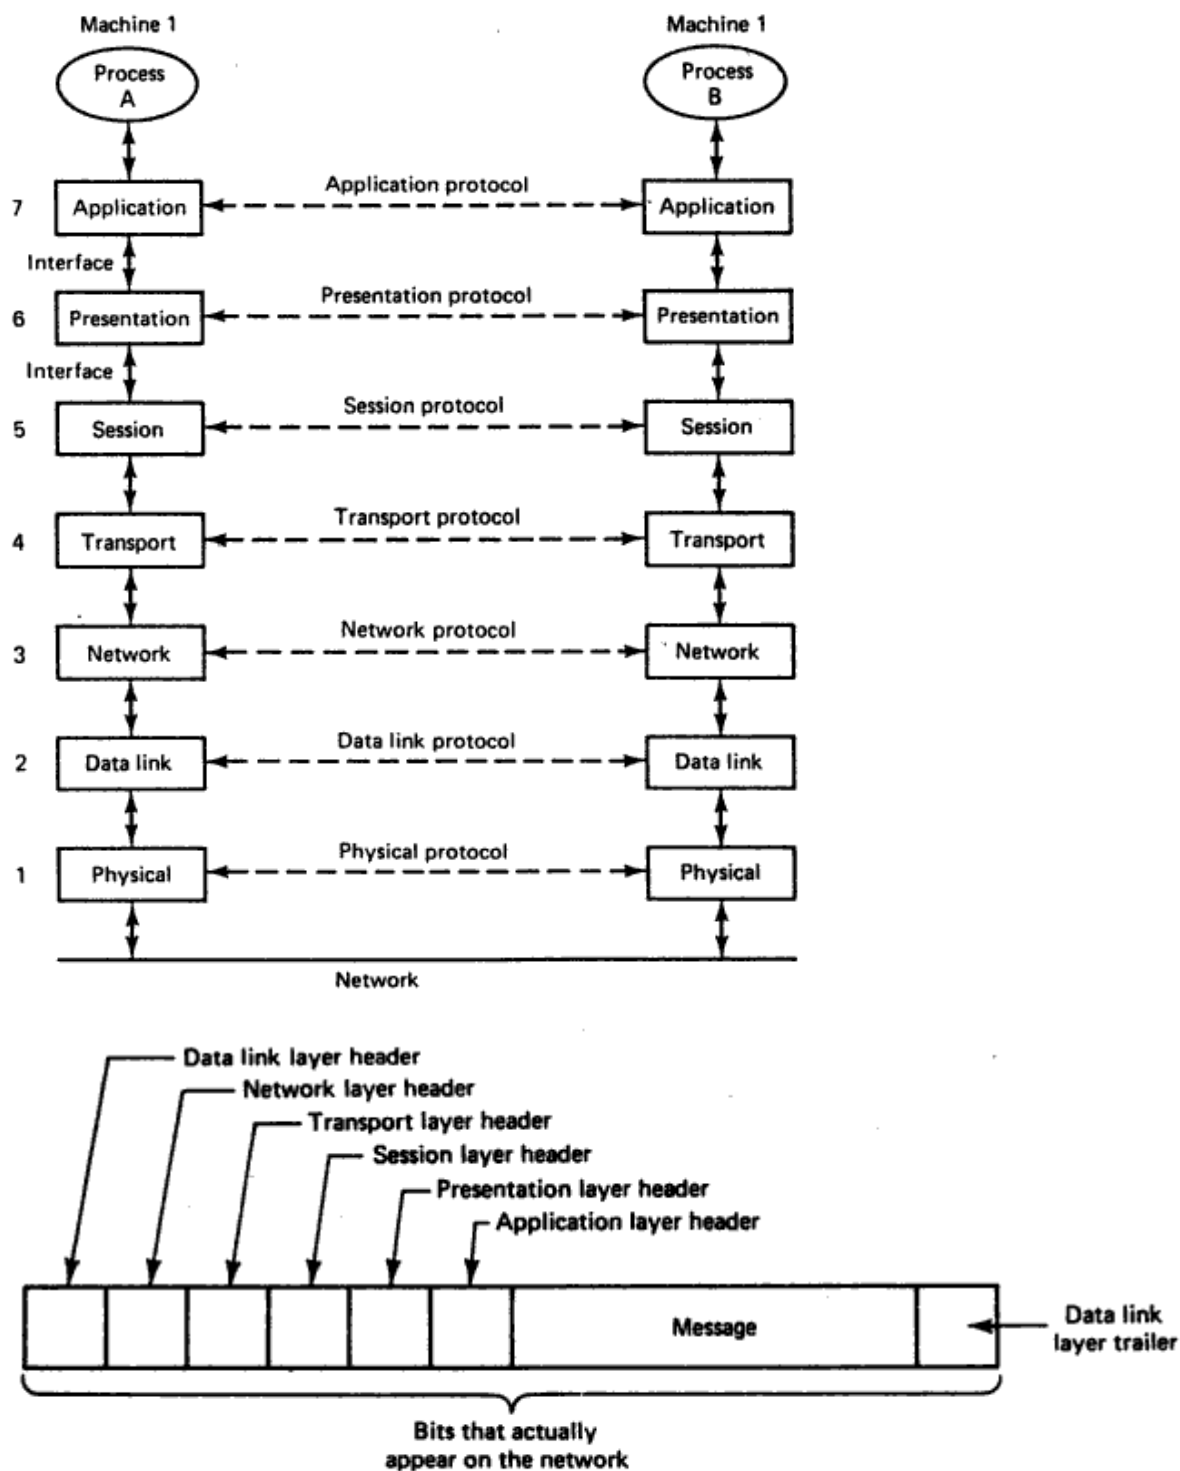 Machine 1
Machine 1
Process
A
Process
B
Application protocol
7
Application
Application
Interface
Presentation protocol
6
Presentation
Presentation
Interface
Session protocol
5
Session
Session
Transport protocol
4
Transport
Transport
Network protocol
3
Network
Network
Data link protocol
2
Data link
Data link
Physical protocol
1
Physical
Physical
Network
Data link layer header
Network layer header
Transport layer header
Session layer header
Presentation layer header
Application layer header
Message
Data link
layer trailer
Bits that actually
appear on the network